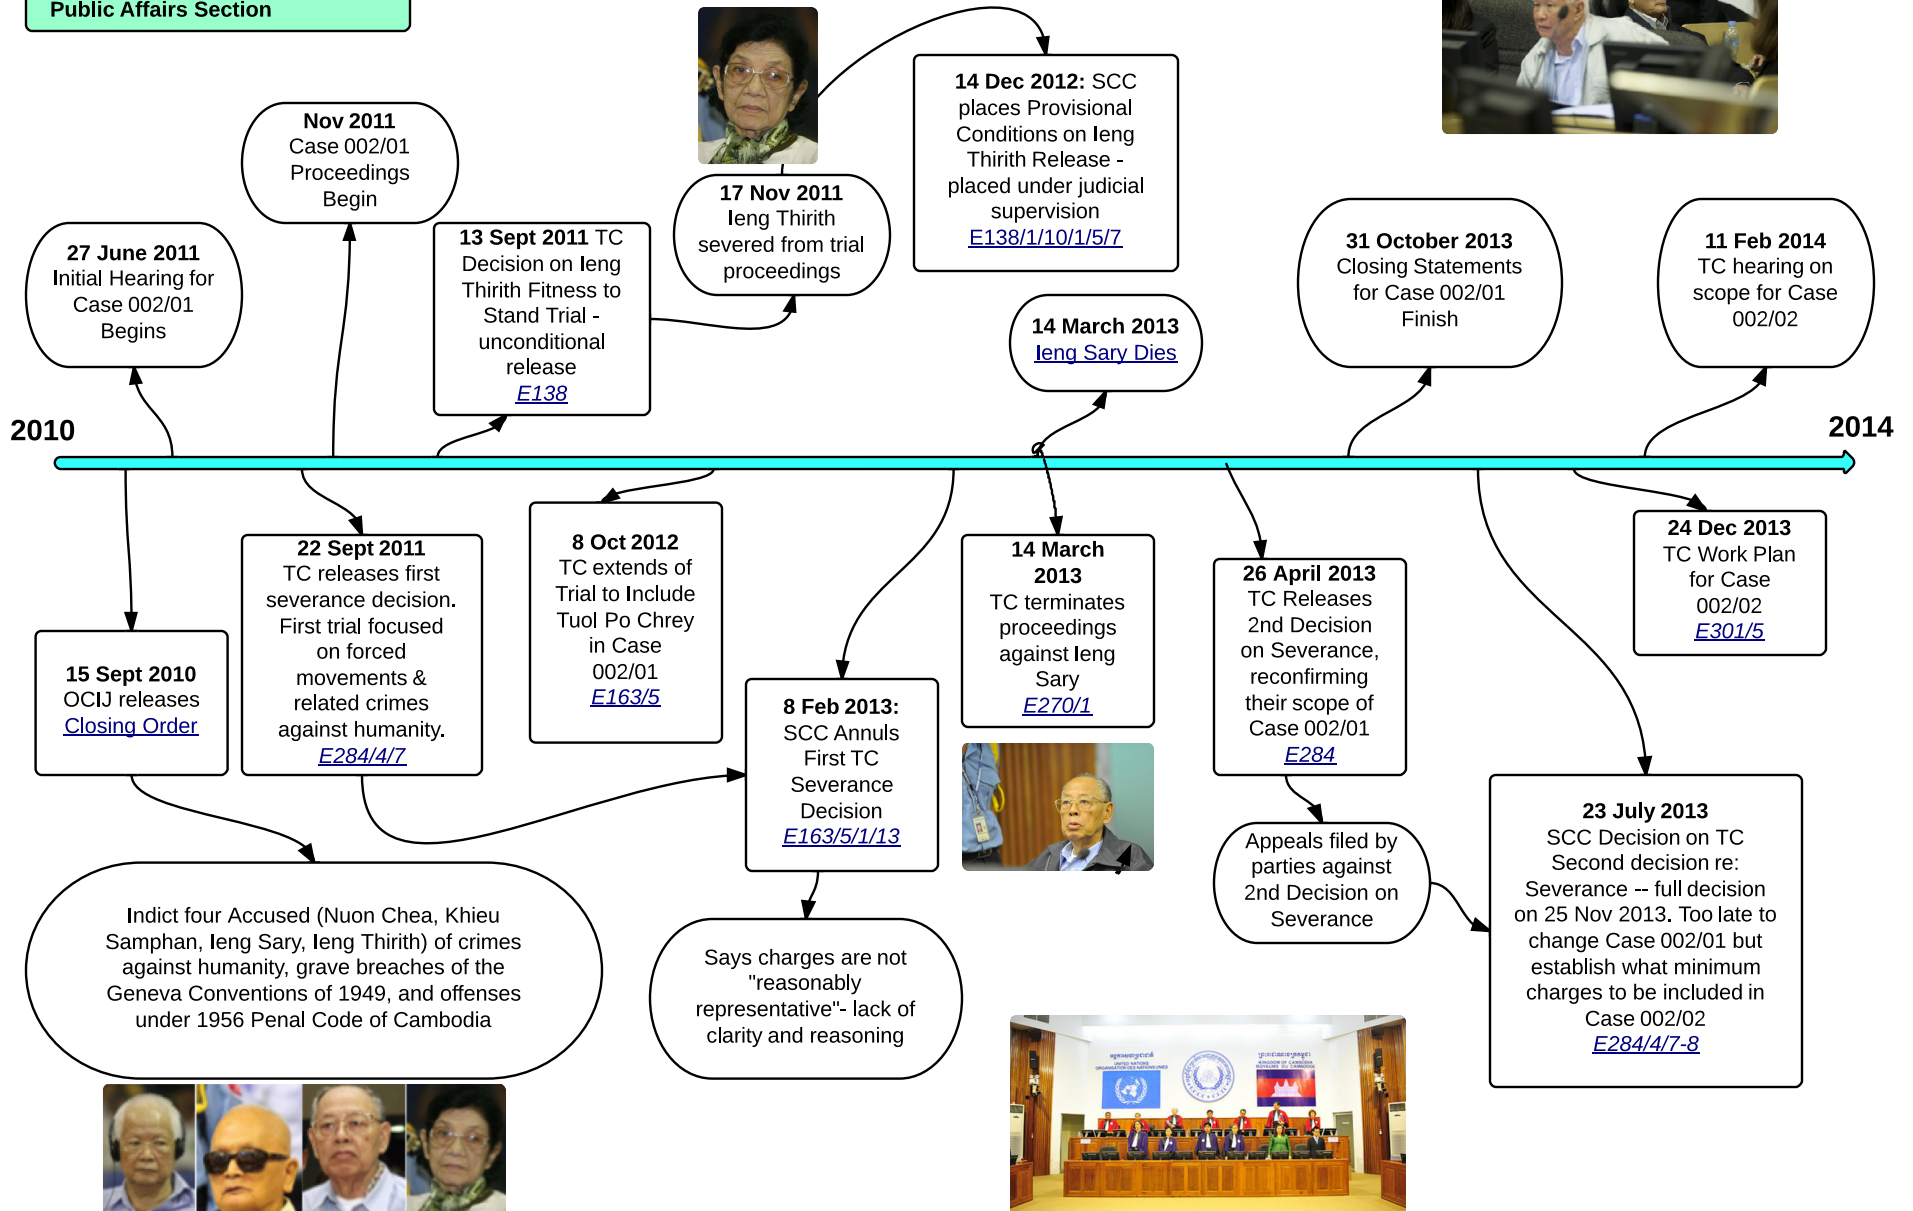 Public Affairs Section
Nov 2011
Case 002/01
Proceedings
Begin
27 June 2011
Initial Hearing for
Case 002/01
Begins
13 Sept 2011 TC
Decision on Ieng
Thirith Fitness to
Stand Trial -
unconditional
release
E138
17 Nov 2011
Ieng Thirith
severed from trial
proceedings
14 Dec 2012: SCC
places Provisional
Conditions on Ieng
Thirith Release -
placed under judicial
supervision
E138/1/10/1/5/7
14 March 2013
Ieng Sary Dies
31 October 2013
Closing Statements
for Case 002/01
Finish
11 Feb 2014
TC hearing on
scope for Case
002/02
2010
2014
15 Sept 2010
OCIJ releases
Closing Order
22 Sept 2011
TC releases first
severance decision.
First trial focused
on forced
movements &
related crimes
against humanity.
E284/4/7
8 Oct 2012
TC extends of
Trial to Include
Tuol Po Chrey
in Case
002/01
E163/5
8 Feb 2013:
SCC Annuls
First TC
Severance
Decision
E163/5/1/13
14 March
2013
TC terminates
proceedings
against Ieng
Sary
E270/1
26 April 2013
TC Releases
2nd Decision
on Severance,
reconfirming
their scope of
Case 002/01
E284
24 Dec 2013
TC Work Plan
for Case
002/02
E301/5
23 July 2013
SCC Decision on TC
Second decision re:
Severance -- full decision
on 25 Nov 2013. Too late to
change Case 002/01 but
establish what minimum
charges to be included in
Case 002/02
E284/4/7-8
Appeals filed by
parties against
2nd Decision on
Severance
Indict four Accused (Nuon Chea, Khieu
Samphan, Ieng Sary, Ieng Thirith) of crimes
against humanity, grave breaches of the
Geneva Conventions of 1949, and offenses
under 1956 Penal Code of Cambodia
Says charges are not
"reasonably
representative"- lack of
clarity and reasoning
UNITED NATIONS
ORGANISATION DES NATIONS UNIES
KINGDOM OF CAMBODIA
ROYAUME DU CAMBODGE